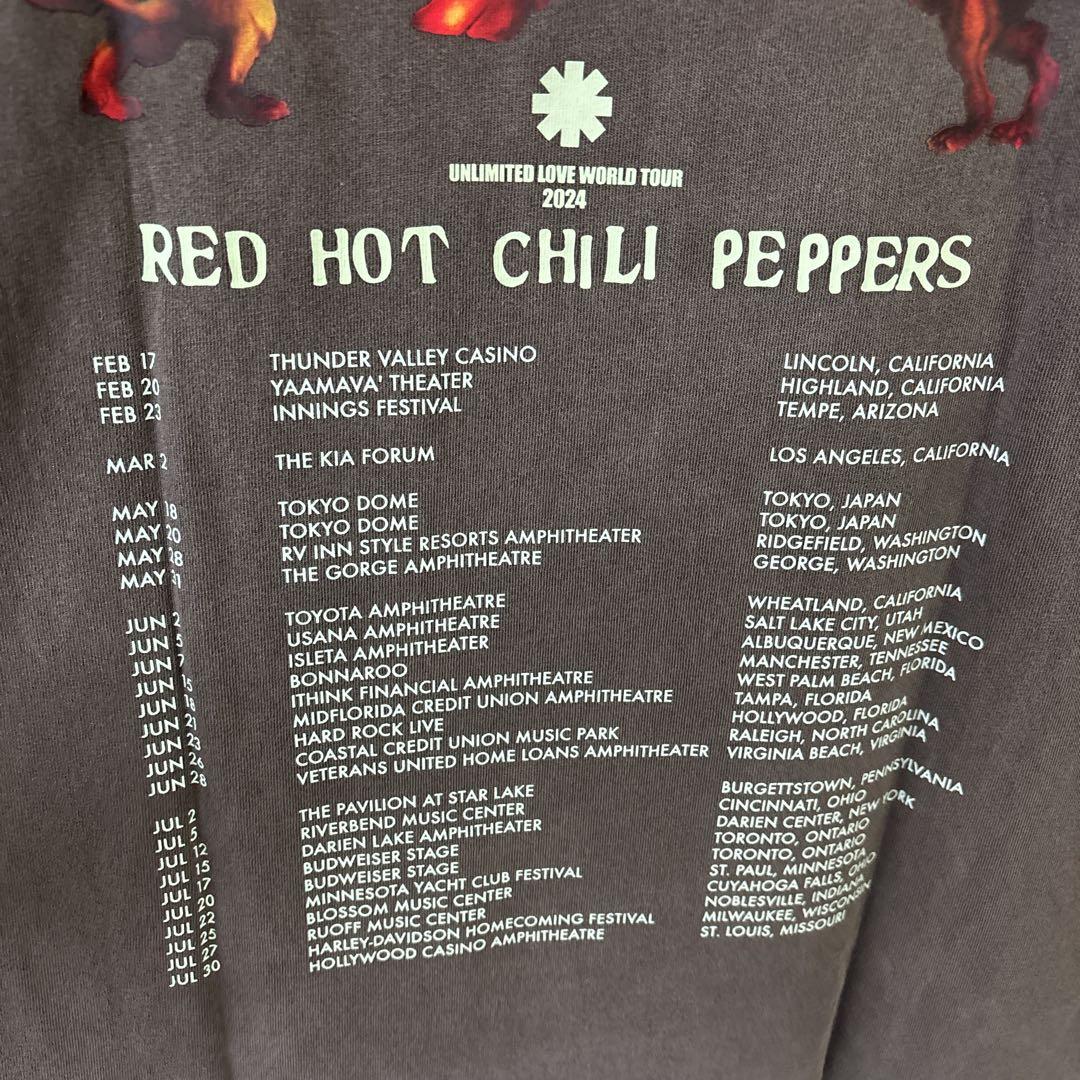 UNLIMITED LOVE WORLD TOUR
2024
RED HOT CHILI PEPPERS
FEB 17 THUNDER VALLEY CASINO LINCOLN, CALIFORNIA
FEB 20 YAAMAVA' THEATER HIGHLAND, CALIFORNIA
FEB 23 INNINGS FESTIVAL TEMPE, ARIZONA
MAR 2 THE KIA FORUM LOS ANGELES, CALIFORNIA
MAY 18 TOKYO DOME TOKYO, JAPAN
MAY 20 TOKYO DOME TOKYO, JAPAN
MAY 28 RV INN STYLE RESORTS AMPHITHEATER RIDGEFIELD, WASHINGTON
MAY 31 THE GORGE AMPHITHEATRE GEORGE, WASHINGTON
JUN 2 TOYOTA AMPHITHEATRE WHEATLAND, CALIFORNIA
JUN 5 USANA AMPHITHEATRE SALT LAKE CITY, UTAH
JUN 7 ISLETA AMPHITHEATER ALBUQUERQUE, NEW MEXICO
JUN 15 BONNAROO MANCHESTER, TENNESSEE
JUN 18 ITHINK FINANCIAL AMPHITHEATRE WEST PALM BEACH, FLORIDA
JUN 21 MIDFLORIDA CREDIT UNION AMPHITHEATRE TAMPA, FLORIDA
JUN 23 HARD ROCK LIVE HOLLYWOOD, FLORIDA
JUN 26 COASTAL CREDIT UNION MUSIC PARK RALEIGH, NORTH CAROLINA
JUN 28 VETERANS UNITED HOME LOANS AMPHITHEATER VIRGINIA BEACH, VIRGINIA
JUL 2 THE PAVILION AT STAR LAKE BURGETTSTOWN, PENNSYLVANIA
JUL 5 RIVERBEND MUSIC CENTER CINCINNATI, OHIO
JUL 12 DARIEN LAKE AMPHITHEATER DARIEN CENTER, NEW YORK
JUL 15 BUDWEISER STAGE TORONTO, ONTARIO
JUL 17 BUDWEISER STAGE TORONTO, ONTARIO
JUL 20 MINNESOTA YACHT CLUB FESTIVAL ST. PAUL, MINNESOTA
JUL 22 BLOSSOM MUSIC CENTER CUYAHOGA FALLS, OHIO
JUL 25 RUOFF MUSIC CENTER NOBLESVILLE, INDIANA
JUL 27 HARLEY-DAVIDSON HOMECOMING FESTIVAL MILWAUKEE, WISCONSIN
JUL 30 HOLLYWOOD CASINO AMPHITHEATRE ST. LOUIS, MISSOURI